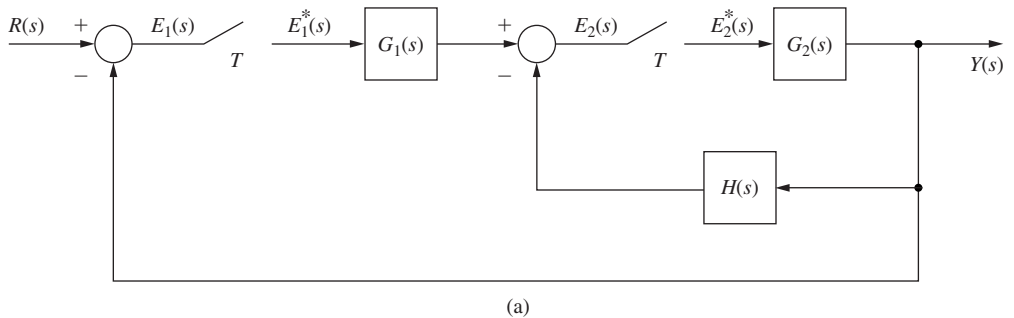 R(s) + E₁(s) E₁*(s) G₁(s) + E₂(s) E₂*(s) G₂(s)
− T − T Y(s)
H(s)
(a)